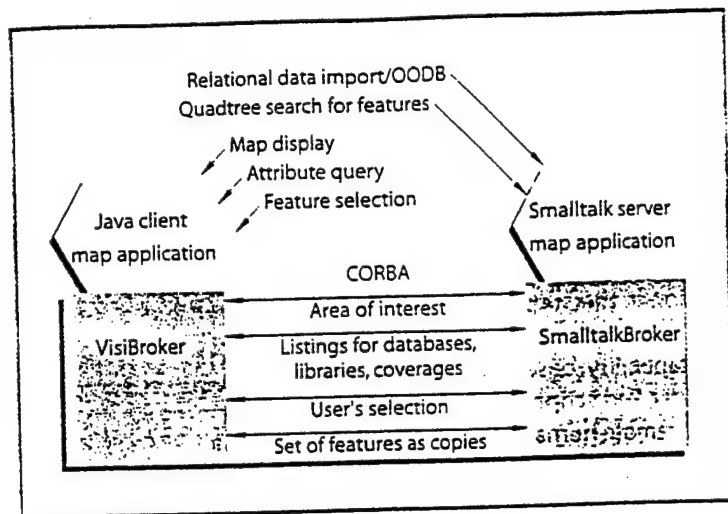 Relational data import/OODB
Quadtree search for features
Map display
Attribute query
Feature selection
Java client
map application
Smalltalk server
map application
CORBA
Area of interest
VisiBroker
Listings for databases,
libraries, coverages
SmalltalkBroker
User's selection
Set of features as copies